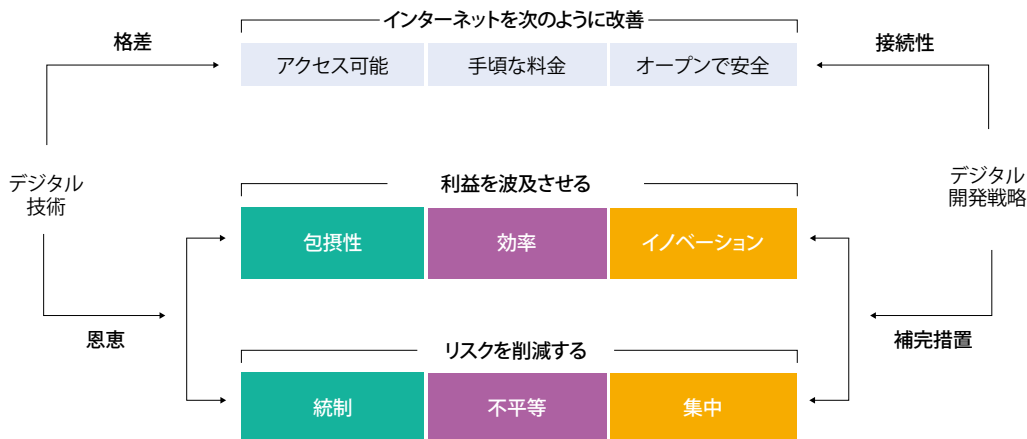 インターネットを次のように改善
格差
接続性
アクセス可能
手頃な料金
オープンで安全
デジタル
技術
デジタル
開発戦略
利益を波及させる
包摂性
効率
イノベーション
恩恵
補完措置
リスクを削減する
統制
不平等
集中